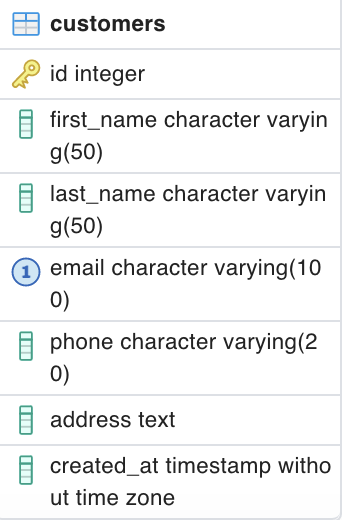 customers
id integer
first_name character varyin
g(50)
last_name character varyin
g(50)
1 email character varying(10
0)
phone character varying(2
0)
address text
created_at timestamp witho
ut time zone